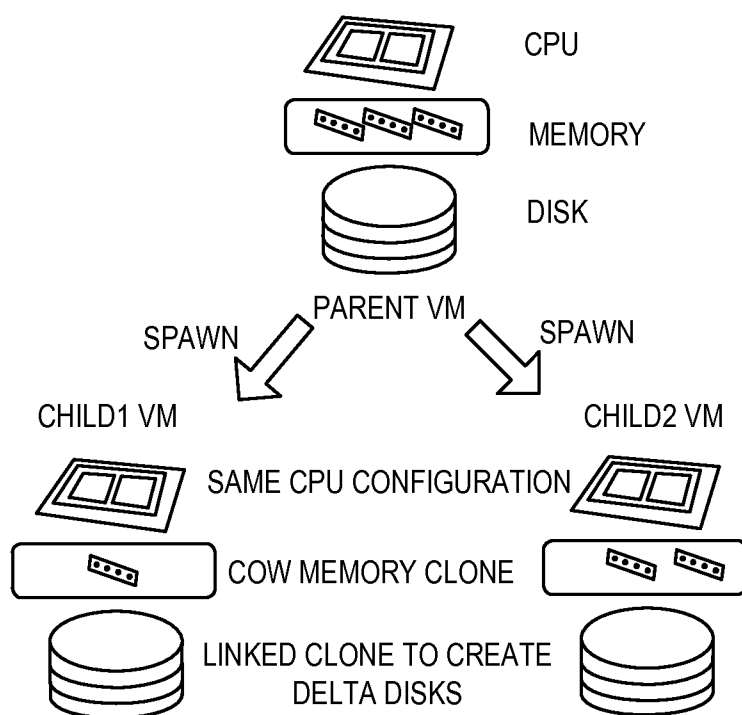 CPU
MEMORY
DISK
PARENT VM
SPAWN
SPAWN
CHILD1 VM
CHILD2 VM
SAME CPU CONFIGURATION
COW MEMORY CLONE
LINKED CLONE TO CREATE
DELTA DISKS